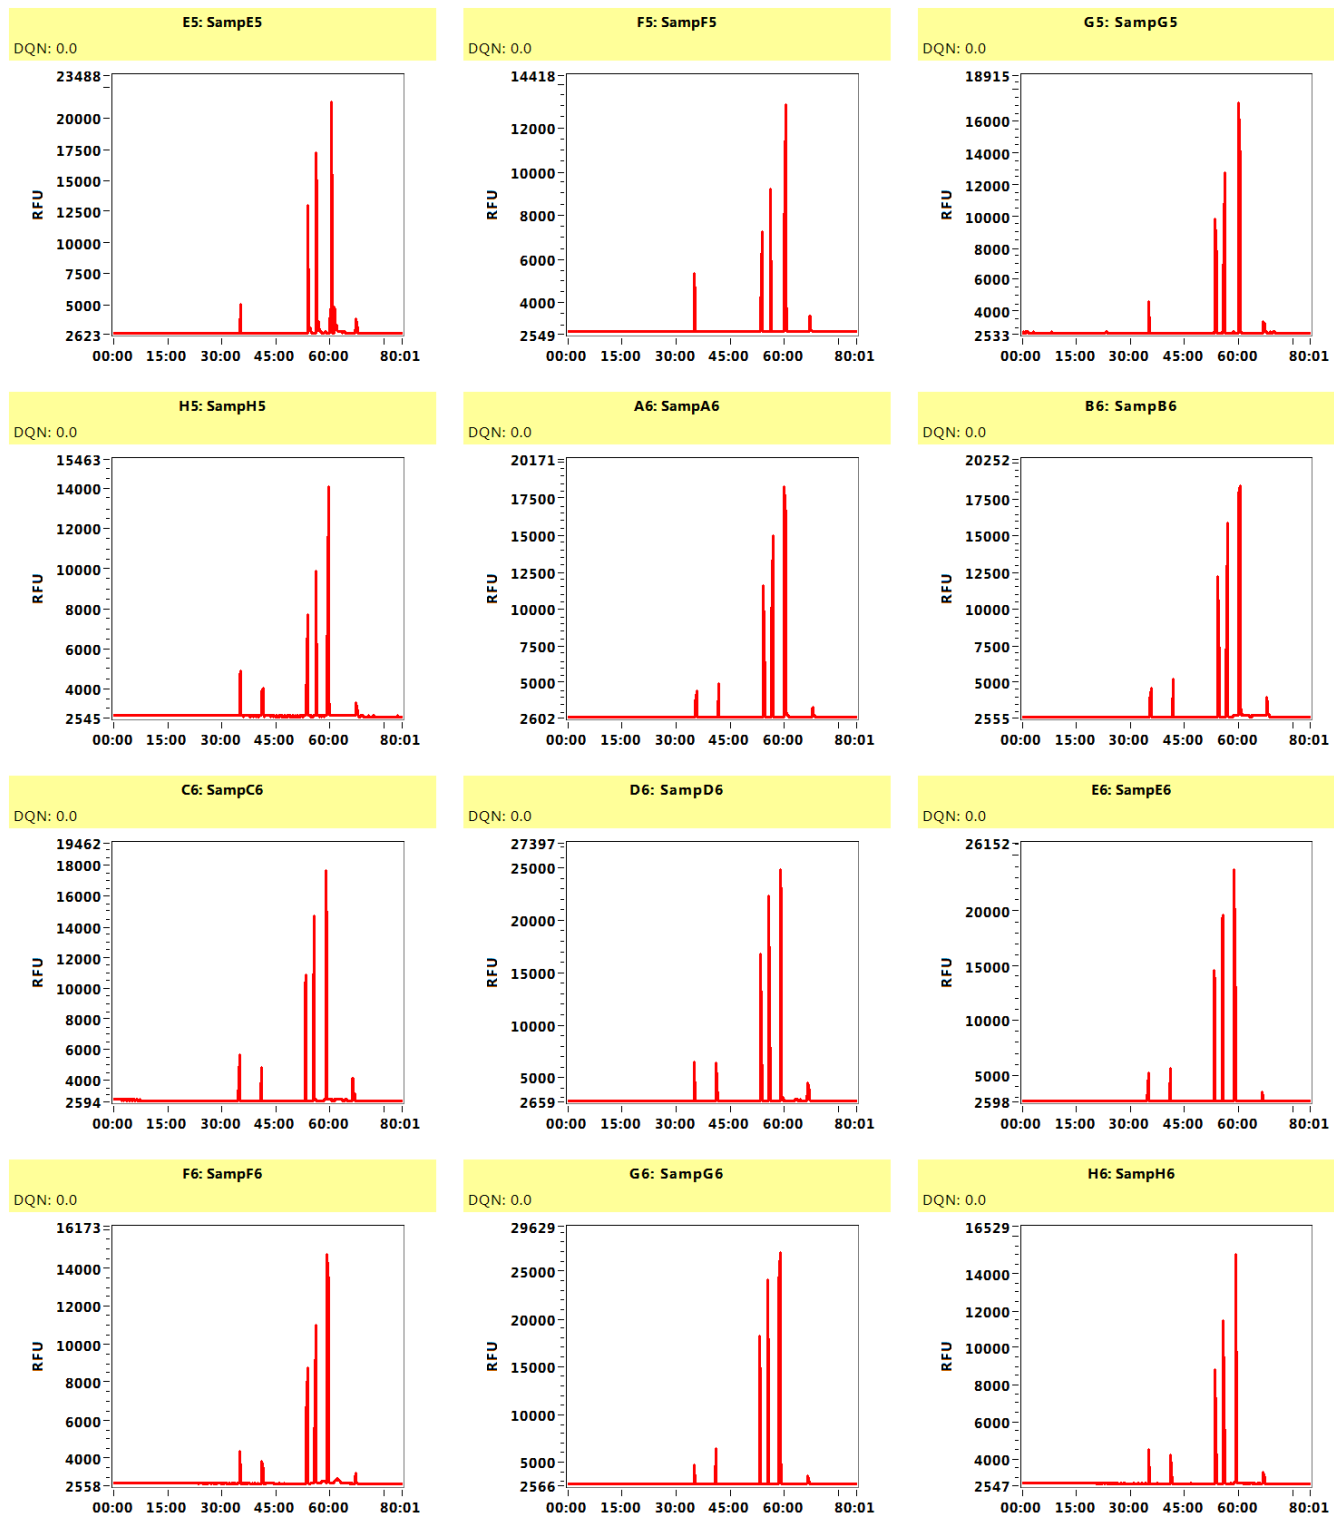 E5: SampE5
DQN: 0.0
23488
20000
17500
15000
12500
10000
7500
5000
2623
RFU
00:00 15:00 30:00 45:00 60:00 80:01
F5: SampF5
DQN: 0.0
14418
12000
10000
8000
6000
4000
2549
RFU
00:00 15:00 30:00 45:00 60:00 80:01
G5: SampG5
DQN: 0.0
18915
16000
14000
12000
10000
8000
6000
4000
2533
RFU
00:00 15:00 30:00 45:00 60:00 80:01
H5: SampH5
DQN: 0.0
15463
14000
12000
10000
8000
6000
4000
2545
RFU
00:00 15:00 30:00 45:00 60:00 80:01
A6: SampA6
DQN: 0.0
20171
17500
15000
12500
10000
7500
5000
2602
RFU
00:00 15:00 30:00 45:00 60:00 80:01
B6: SampB6
DQN: 0.0
20252
17500
15000
12500
10000
7500
5000
2555
RFU
00:00 15:00 30:00 45:00 60:00 80:01
C6: SampC6
DQN: 0.0
19462
18000
16000
14000
12000
10000
8000
6000
4000
2594
RFU
00:00 15:00 30:00 45:00 60:00 80:01
D6: SampD6
DQN: 0.0
27397
25000
20000
15000
10000
5000
2659
RFU
00:00 15:00 30:00 45:00 60:00 80:01
E6: SampE6
DQN: 0.0
26152
20000
15000
10000
5000
2598
RFU
00:00 15:00 30:00 45:00 60:00 80:01
F6: SampF6
DQN: 0.0
16173
14000
12000
10000
8000
6000
4000
2558
RFU
00:00 15:00 30:00 45:00 60:00 80:01
G6: SampG6
DQN: 0.0
29629
25000
20000
15000
10000
5000
2566
RFU
00:00 15:00 30:00 45:00 60:00 80:01
H6: SampH6
DQN: 0.0
16529
14000
12000
10000
8000
6000
4000
2547
RFU
00:00 15:00 30:00 45:00 60:00 80:01